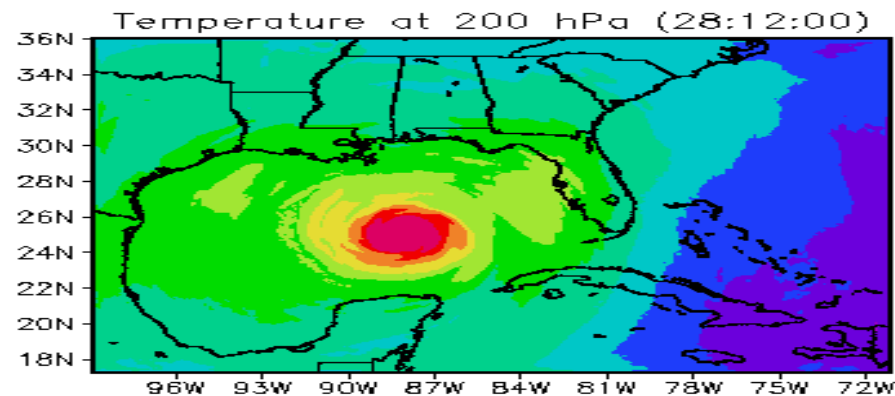 Temperature at 200 hPa (28:12:00)
36N
34N
32N
30N
28N
26N
24N
22N
20N
18N
96W 93W 90W 87W 84W 81W 78W 75W 72W